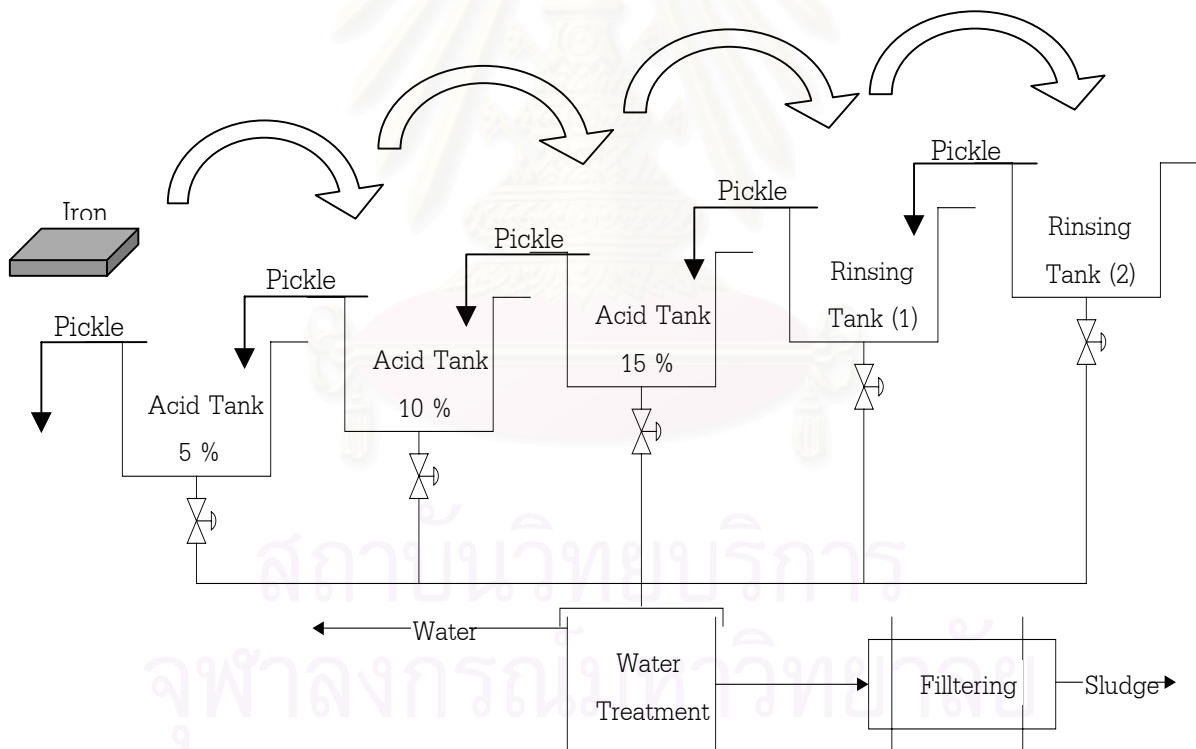 Iron
Pickle
Pickle
Pickle
Pickle
Pickle
Acid Tank
5 %
Acid Tank
10 %
Acid Tank
15 %
Rinsing
Tank (1)
Rinsing
Tank (2)
สถาบันวิทยบริการ
จุฬาลงกรณ์มหาวิทยาลัย
Water
Water
Treatment
Filltering
Sludge